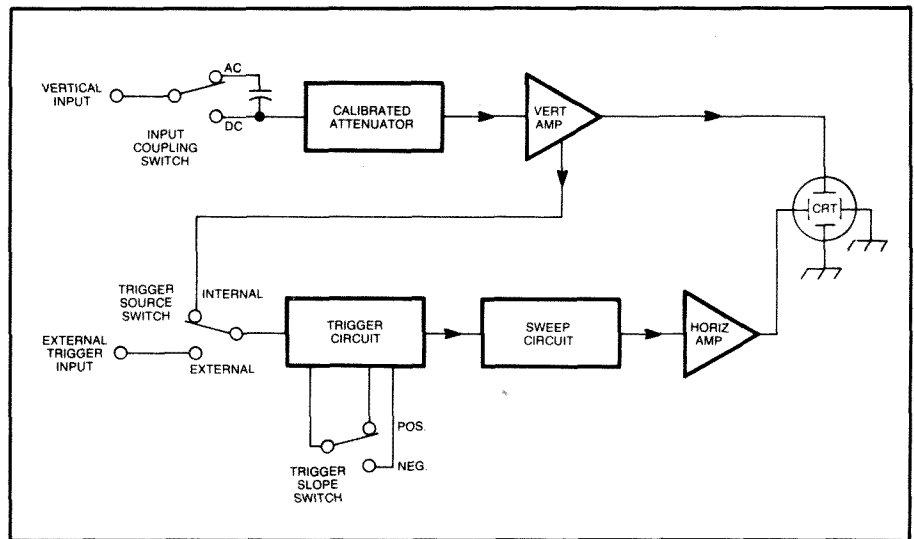 AC
VERTICAL
INPUT
DC
INPUT
COUPLING
SWITCH
CALIBRATED
ATTENUATOR
VERT
AMP
CRT
TRIGGER
SOURCE
SWITCH
INTERNAL
EXTERNAL
TRIGGER
INPUT
EXTERNAL
TRIGGER
CIRCUIT
SWEEP
CIRCUIT
HORIZ
AMP
POS.
NEG.
TRIGGER
SLOPE
SWITCH